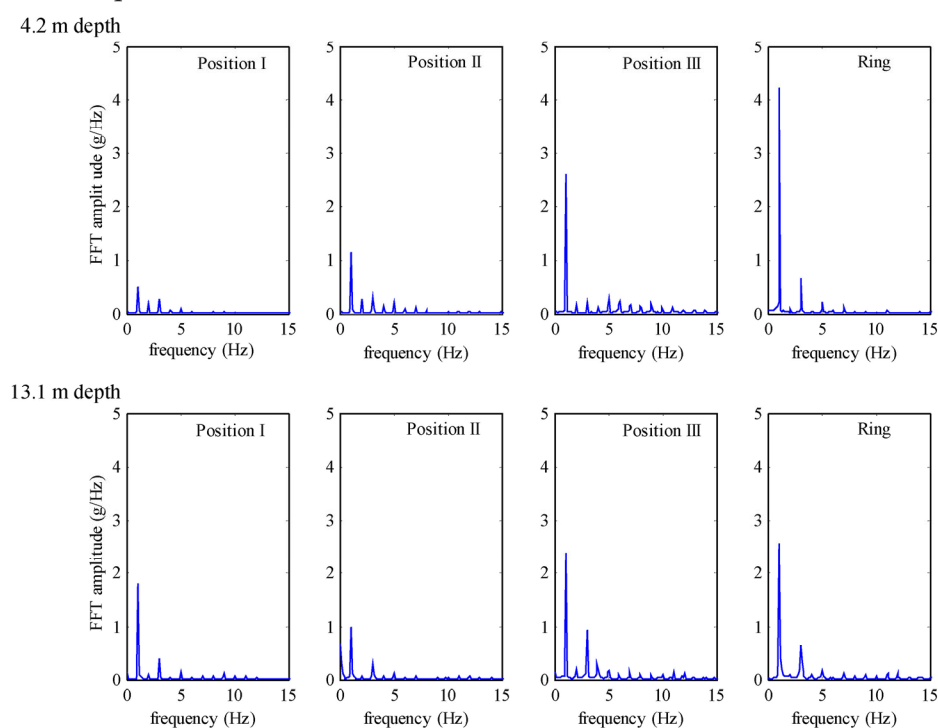 4.2 m depth
5
4
3
2
1
0
FFT amplit ude (g/Hz)
Position I
0 5 10 15
frequency (Hz)
5
4
3
2
1
0
Position II
0 5 10 15
frequency (Hz)
5
4
3
2
1
0
Position III
0 5 10 15
frequency (Hz)
5
4
3
2
1
0
Ring
0 5 10 15
frequency (Hz)
13.1 m depth
5
4
3
2
1
0
FFT amplitude (g/Hz)
Position I
0 5 10 15
frequency (Hz)
5
4
3
2
1
0
Position II
0 5 10 15
frequency (Hz)
5
4
3
2
1
0
Position III
0 5 10 15
frequency (Hz)
5
4
3
2
1
0
Ring
0 5 10 15
frequency (Hz)